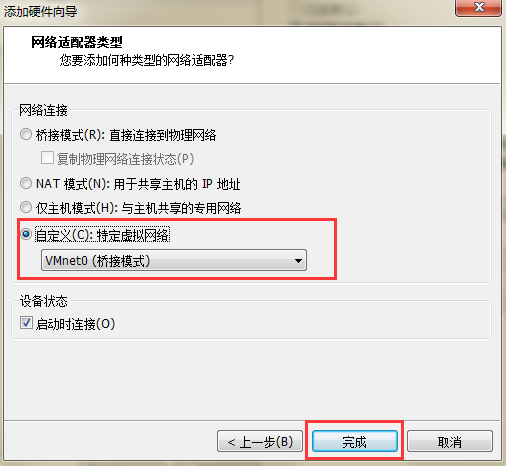 添加硬件向导
网络适配器类型
您要添加何种类型的网络适配器?
网络连接
桥接模式(R): 直接连接到物理网络
复制物理网络连接状态(P)
NAT 模式(N): 用于共享主机的 IP 地址
仅主机模式(H): 与主机共享的专用网络
自定义(C): 特定虚拟网络
VMnet0 (桥接模式)
设备状态
启动时连接(O)
< 上一步(B)
完成
取消